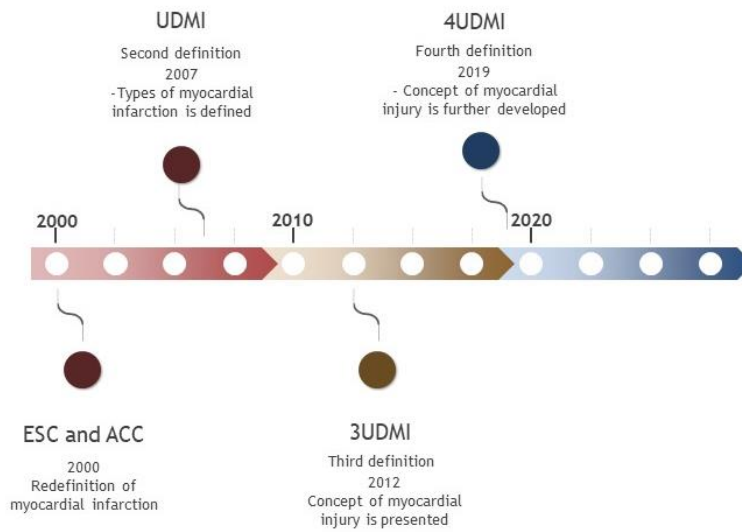 UDMI
Second definition
2007
-Types of myocardial
infarction is defined
4UDMI
Fourth definition
2019
- Concept of myocardial
injury is further developed
2000
2010
2020
ESC and ACC
2000
Redefinition of
myocardial infarction
3UDMI
Third definition
2012
Concept of myocardial
injury is presented